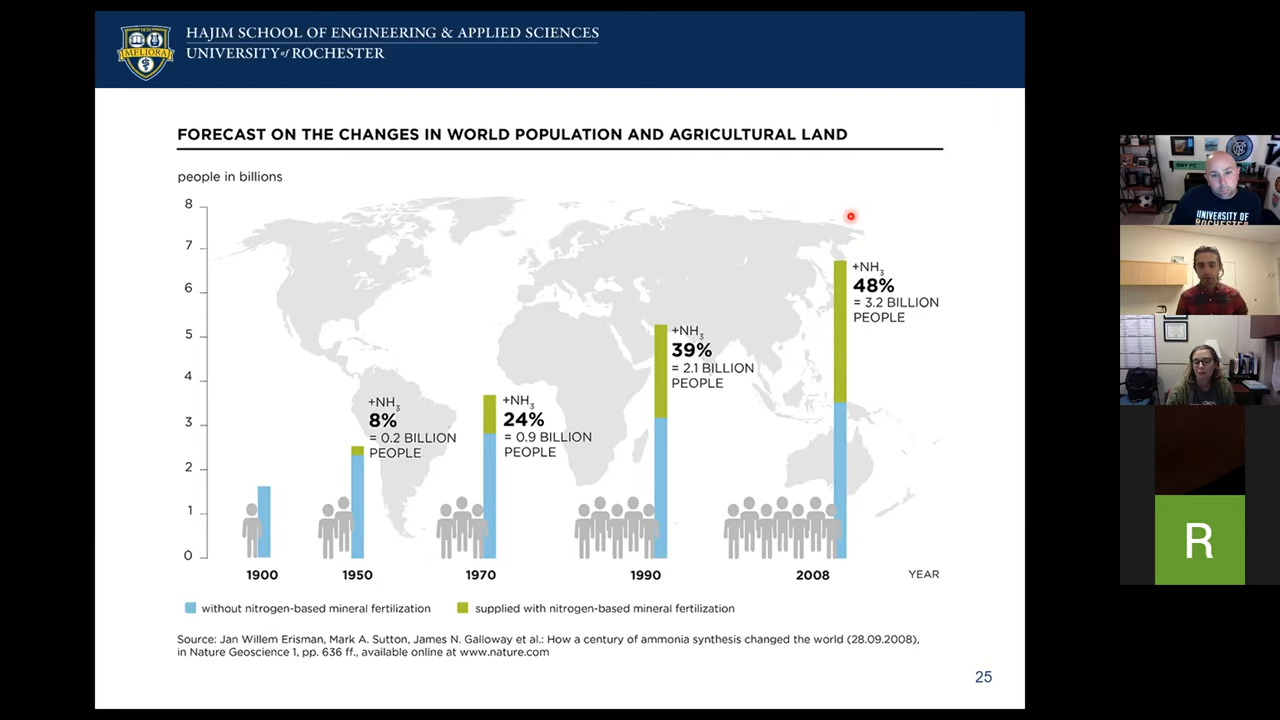 HAJIM SCHOOL OF ENGINEERING & APPLIED SCIENCES
UNIVERSITY of ROCHESTER
MELIORA
FORECAST ON THE CHANGES IN WORLD POPULATION AND AGRICULTURAL LAND
people in billions
8
7
6
5
4
3
2
1
0
+NH3
8%
= 0.2 BILLION
PEOPLE
+NH3
24%
= 0.9 BILLION
PEOPLE
+NH3
39%
= 2.1 BILLION
PEOPLE
+NH3
48%
= 3.2 BILLION
PEOPLE
1900 1950 1970 1990 2008 YEAR
without nitrogen-based mineral fertilization supplied with nitrogen-based mineral fertilization
Source: Jan Willem Erisman, Mark A. Sutton, James N. Galloway et al.: How a century of ammonia synthesis changed the world (28.09.2008),
in Nature Geoscience 1, pp. 636 ff., available online at www.nature.com
25
UNIVERSITY OF
ROCHESTER
R